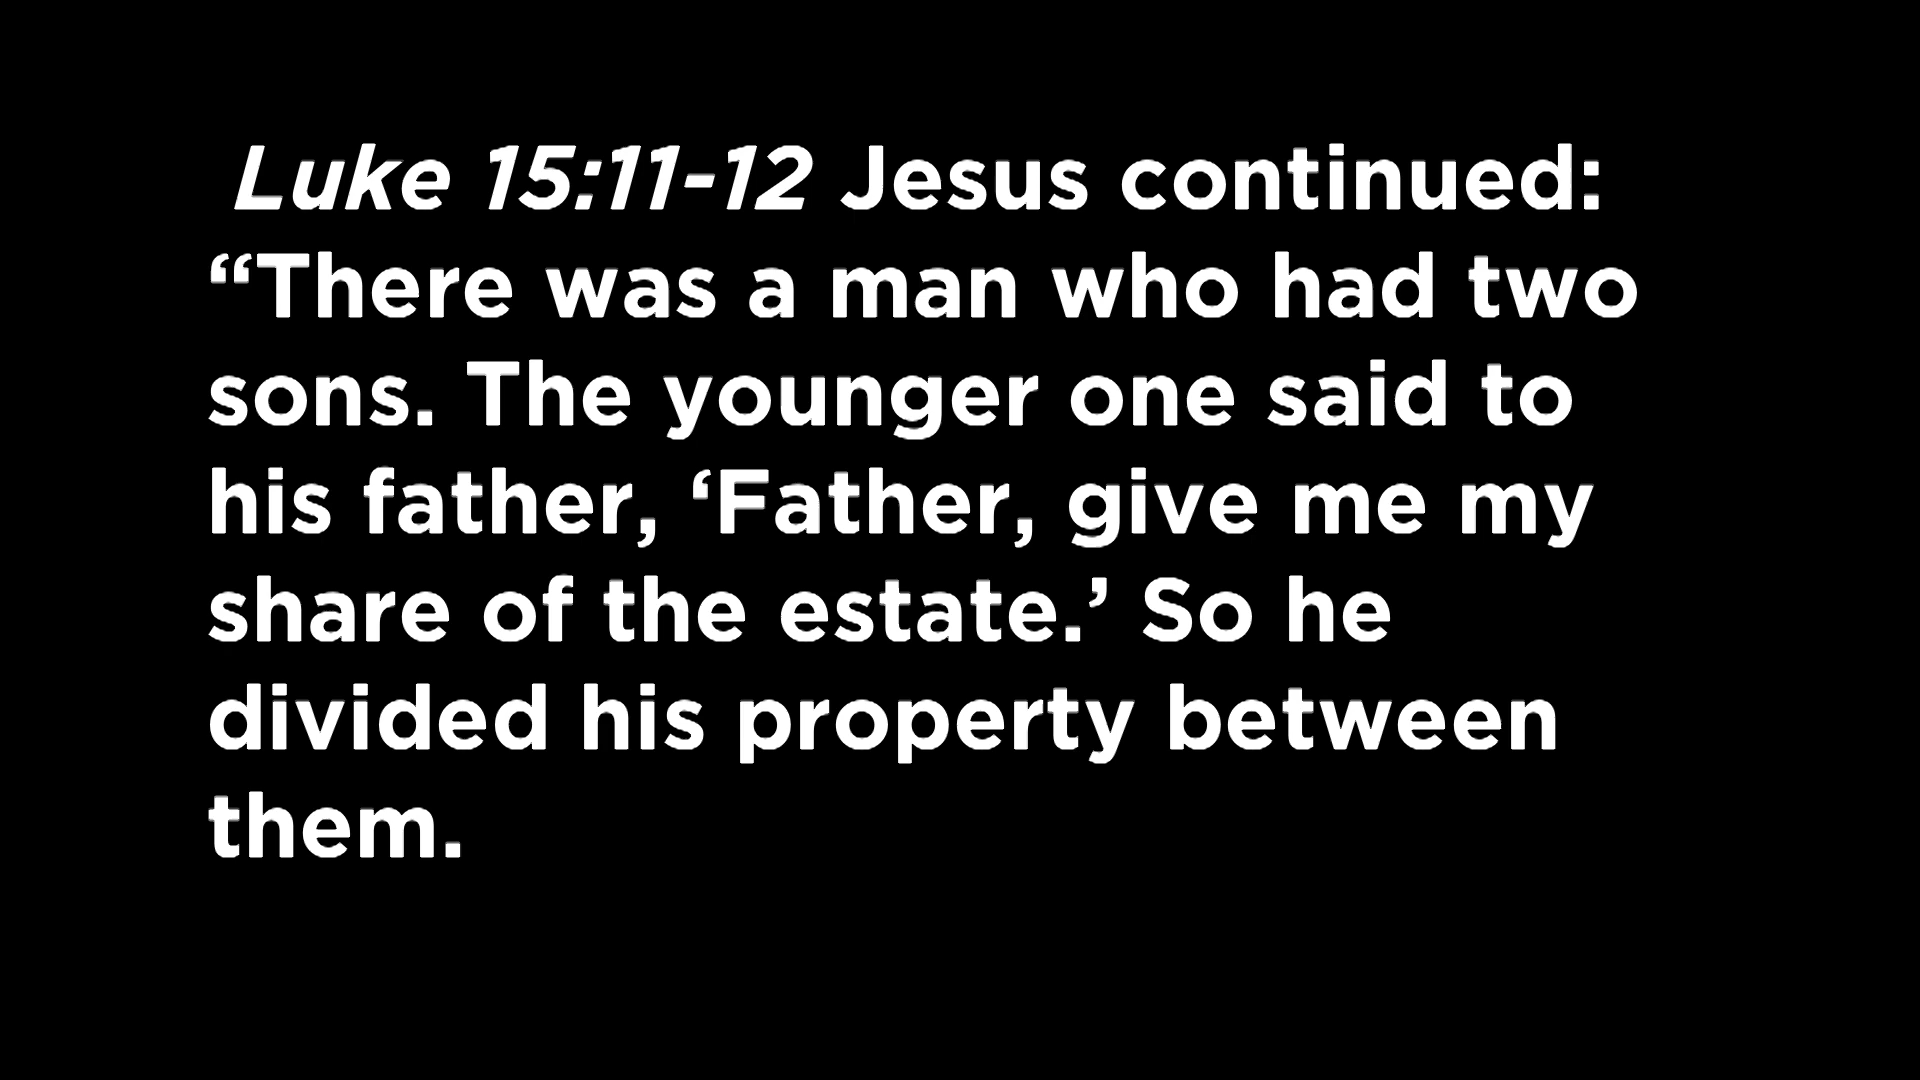 Luke 15:11-12 Jesus continued:
“There was a man who had two
sons. The younger one said to
his father, ‘Father, give me my
share of the estate.’ So he
divided his property between
them.